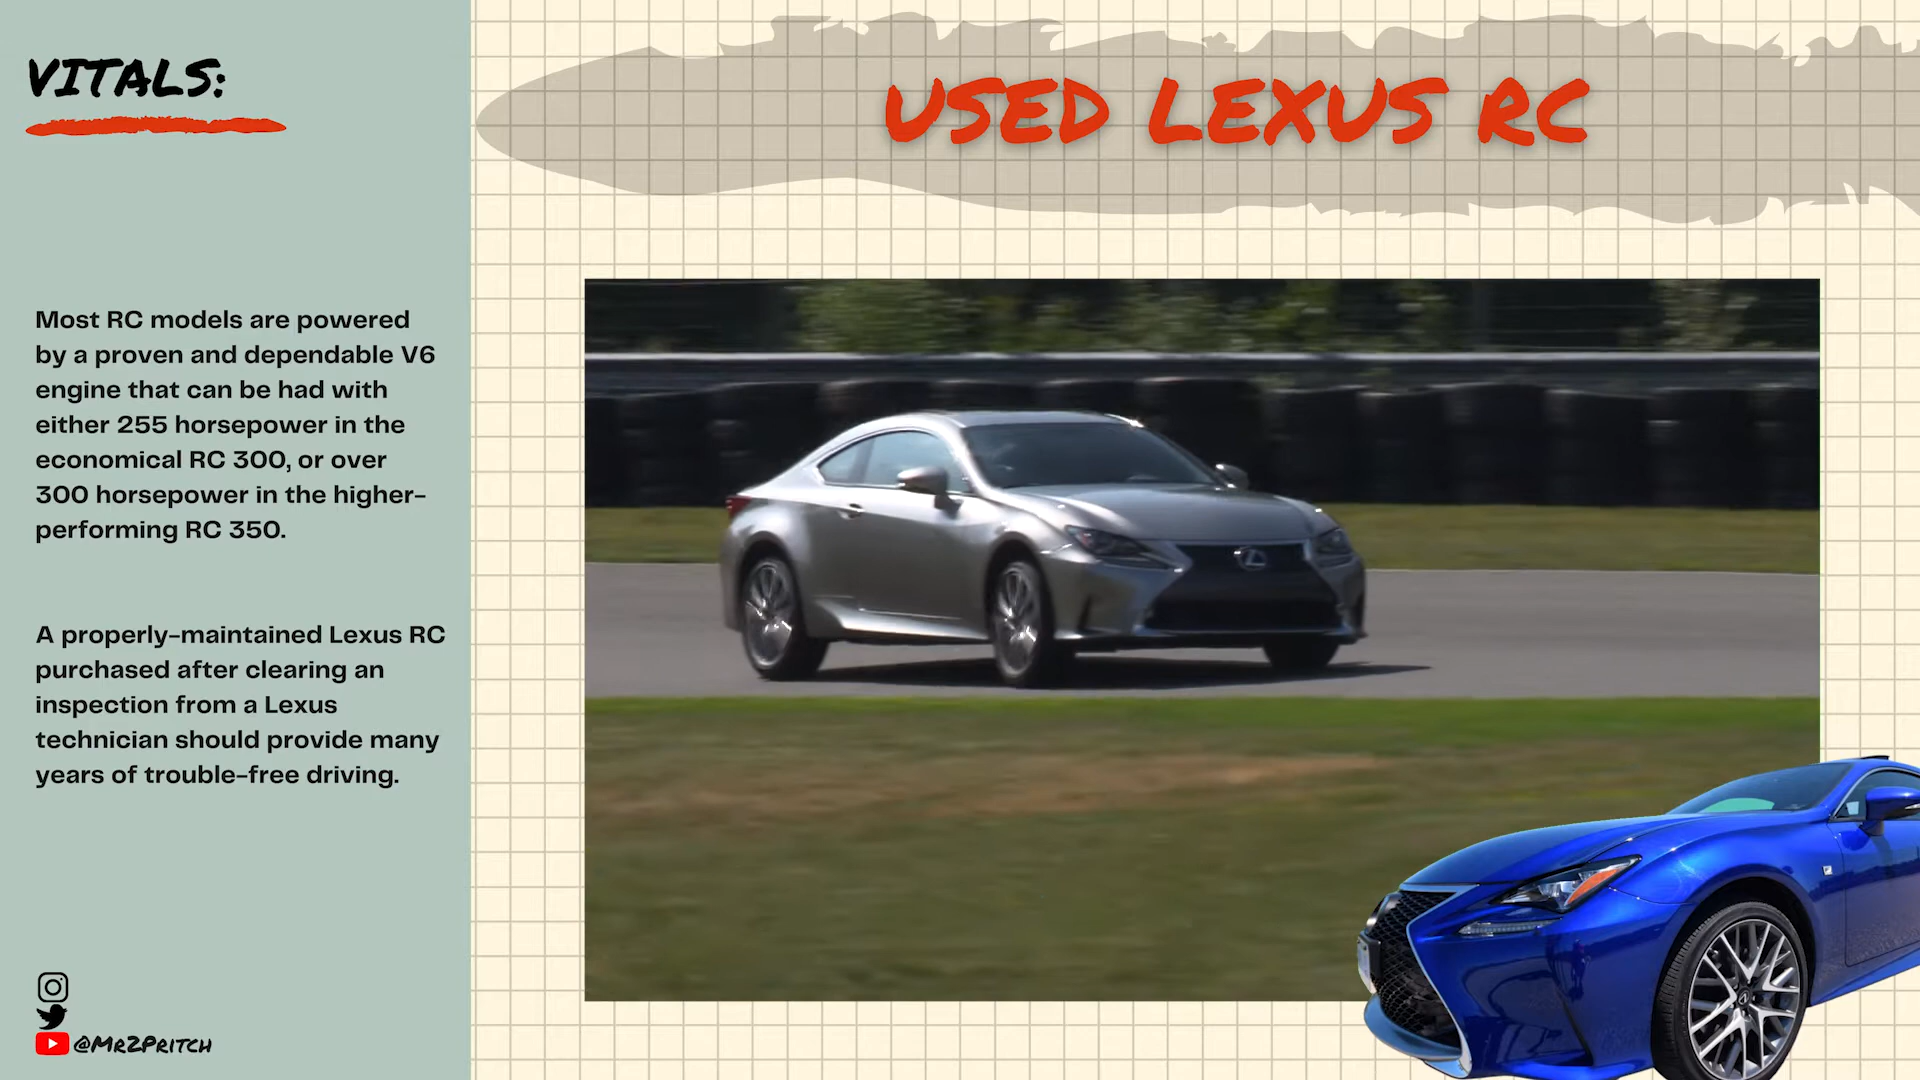 VITALS:
USED LEXUS RC
Most RC models are powered
by a proven and dependable V6
engine that can be had with
either 255 horsepower in the
economical RC 300, or over
300 horsepower in the higher-
performing RC 350.
A properly-maintained Lexus RC
purchased after clearing an
inspection from a Lexus
technician should provide many
years of trouble-free driving.
@MR2PRITCH